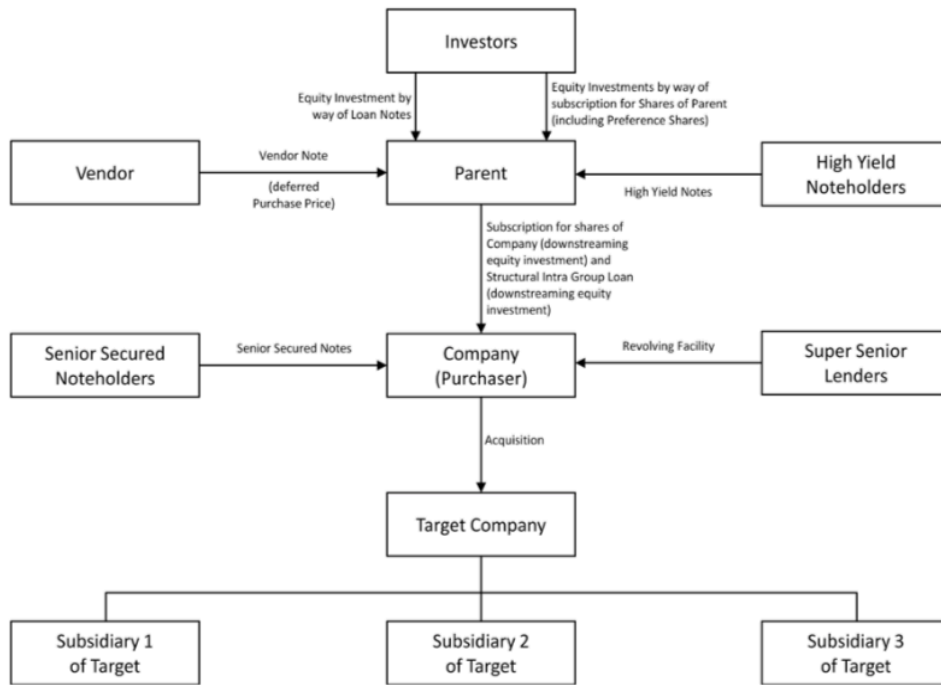 Investors
Equity Investment by
way of Loan Notes
Equity Investments by way of
subscription for Shares of Parent
(including Preference Shares)
Vendor
Vendor Note
(deferred
Purchase Price)
Parent
High Yield Notes
High Yield
Noteholders
Subscription for shares of
Company (downstreaming
equity investment) and
Structural Intra Group Loan
(downstreaming equity
investment)
Senior Secured
Noteholders
Senior Secured Notes
Company
(Purchaser)
Revolving Facility
Super Senior
Lenders
Acquisition
Target Company
Subsidiary 1
of Target
Subsidiary 2
of Target
Subsidiary 3
of Target